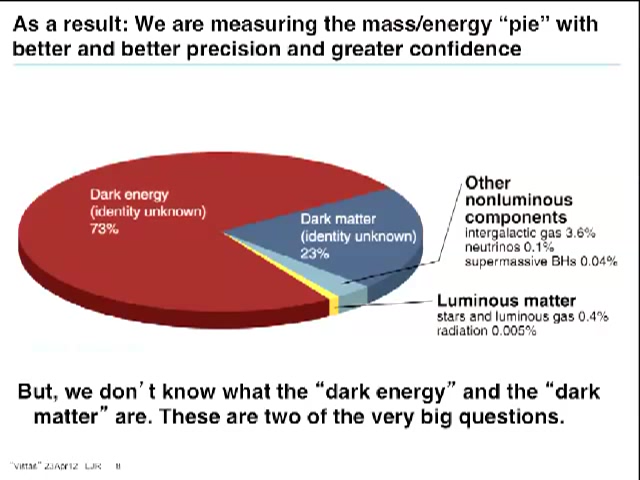 As a result: We are measuring the mass/energy “pie” with
better and better precision and greater confidence
Dark energy
(identity unknown)
73%
Dark matter
(identity unknown)
23%
Other
nonluminous
components
intergalactic gas 3.6%
neutrinos 0.1%
supermassive BHs 0.04%
Luminous matter
stars and luminous gas 0.4%
radiation 0.005%
But, we don’t know what the “dark energy” and the “dark
matter” are. These are two of the very big questions.